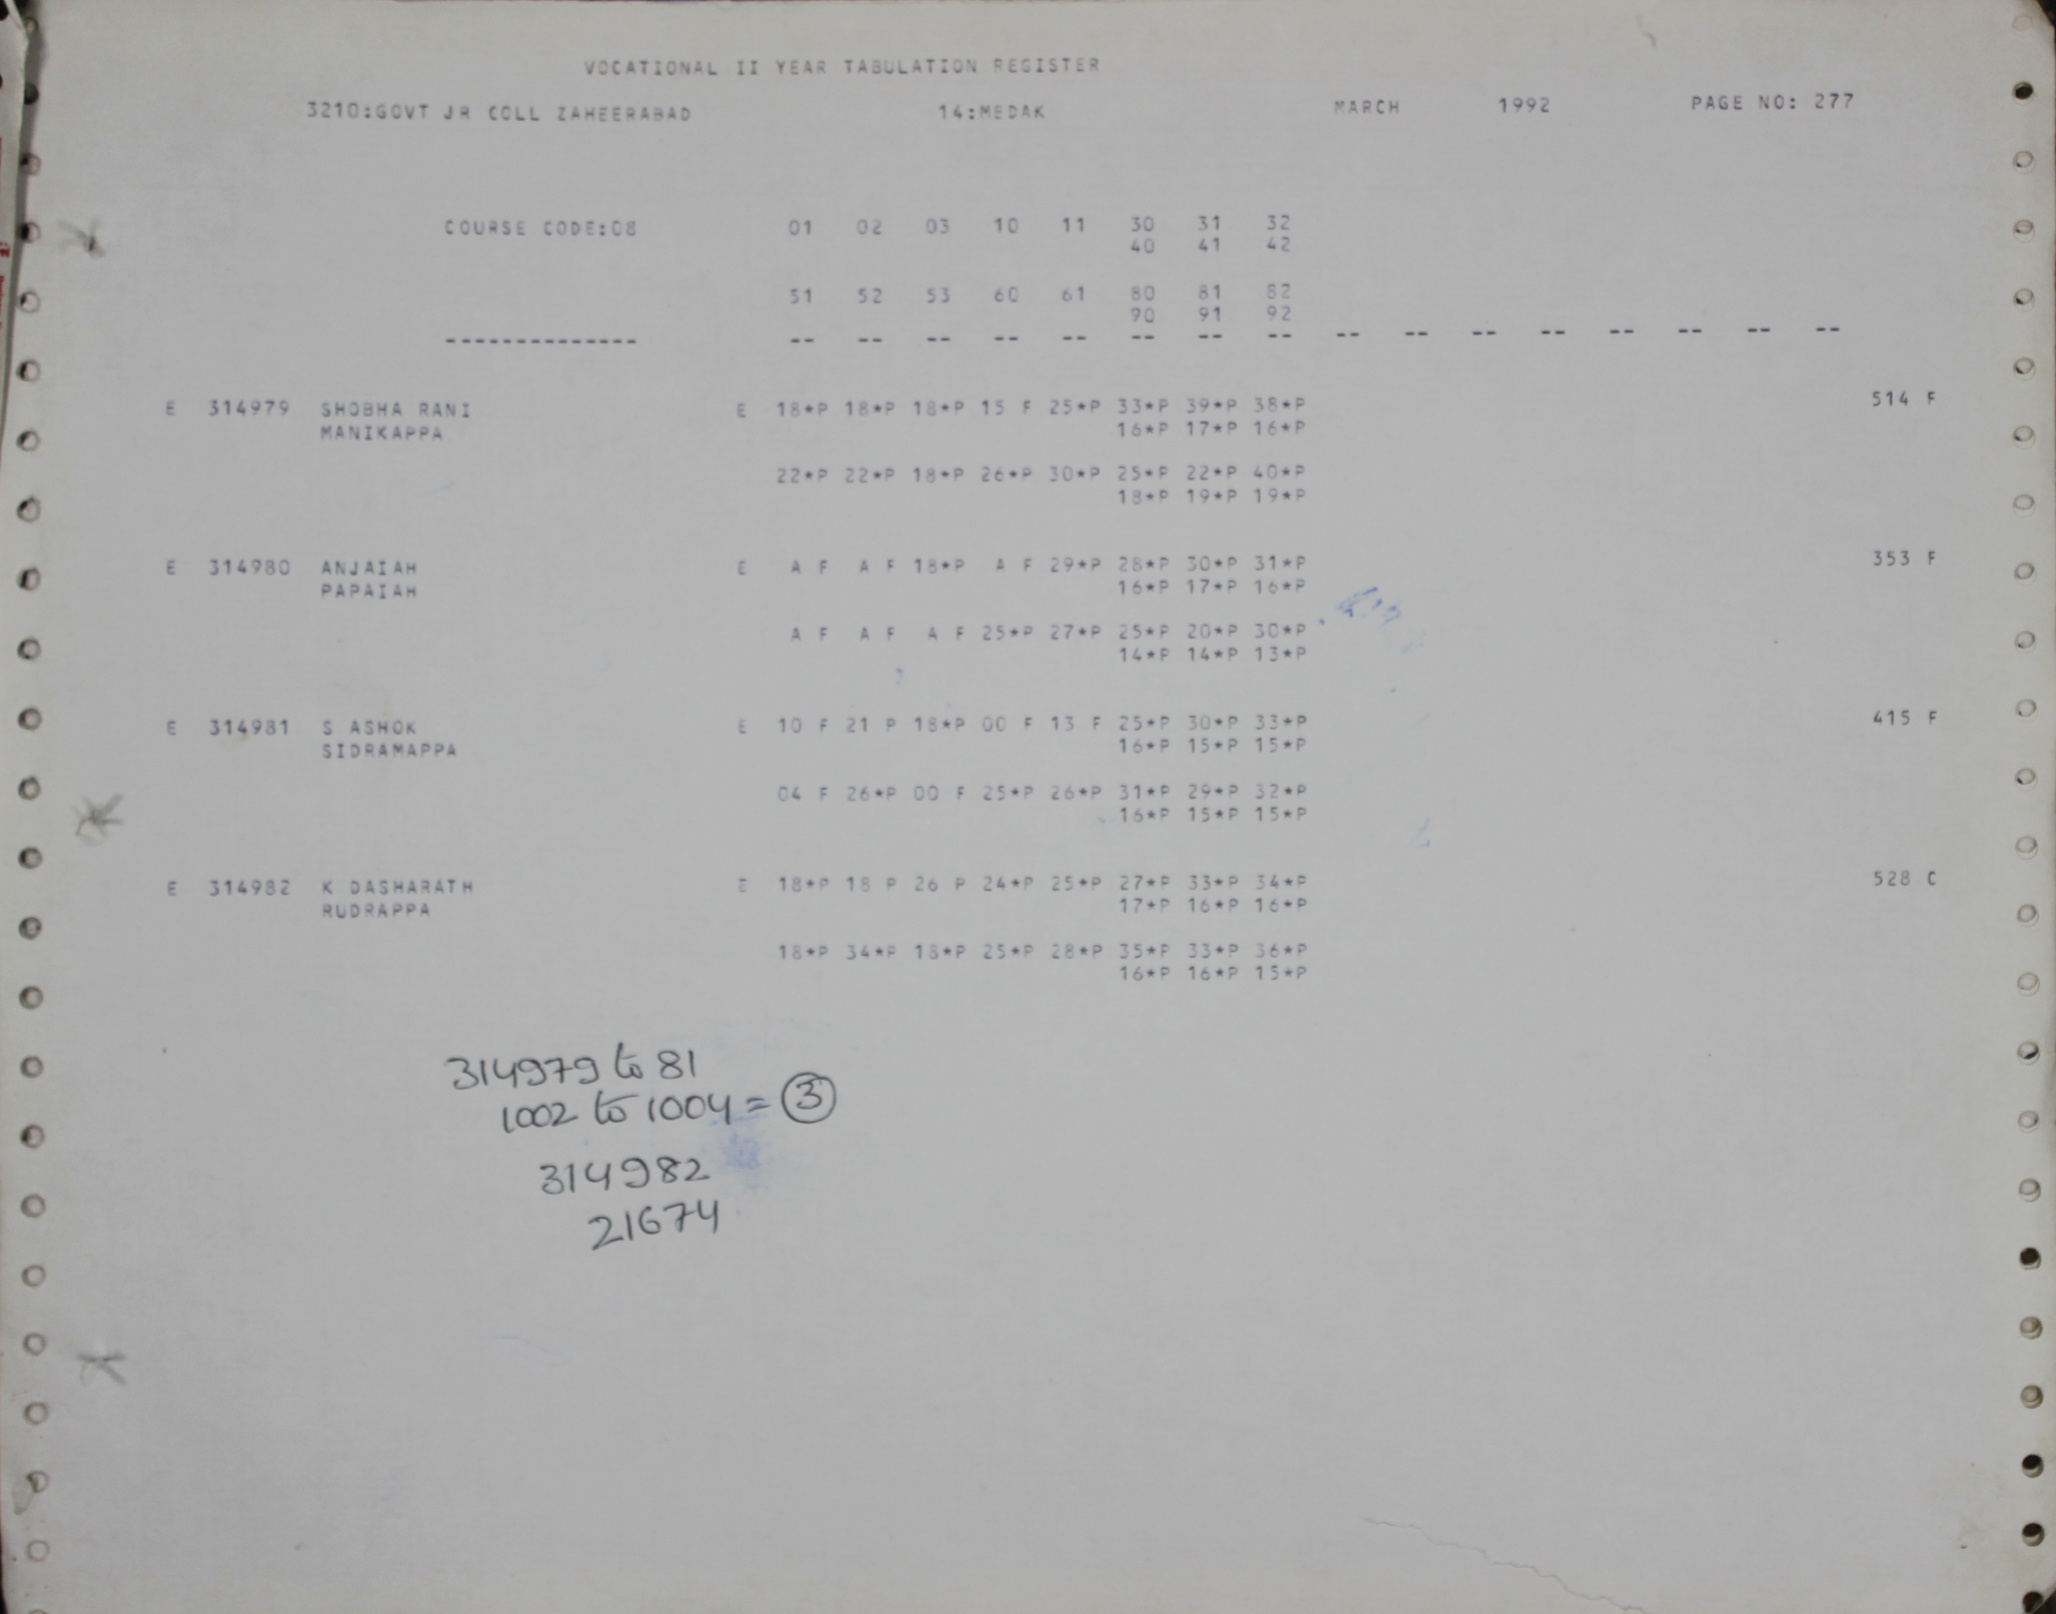 VOCATIONAL II YEAR TABULATION REGISTER
3210:GOVT JR COLL ZAHEERABAD 14:MEDAK MARCH 1992 PAGE NO: 277
COURSE CODE:08 01 02 03 10 11 30 31 32
40 41 42
51 52 53 60 61 80 81 82
90 91 92
-------------- -- -- -- -- -- -- -- -- -- -- -- -- -- -- -- --
E 314979 SHOBHA RANI E 18*P 18*P 18*P 15 F 25*P 33*P 39*P 38*P 514 F
MANIKAPPA 16*P 17*P 16*P
22*P 22*P 18*P 26*P 30*P 25*P 22*P 40*P
18*P 19*P 19*P
E 314980 ANJAIAH E A F A F 18*P A F 29*P 28*P 30*P 31*P 353 F
PAPAIAH 16*P 17*P 16*P
A F A F A F 25*P 27*P 25*P 20*P 30*P
14*P 14*P 13*P
E 314981 S ASHOK E 10 F 21 P 18*P 00 F 13 F 25*P 30*P 33*P 415 F
SIDRAMAPPA 16*P 15*P 15*P
04 F 26*P 00 F 25*P 26*P 31*P 29*P 32*P
16*P 15*P 15*P
E 314982 K DASHARATH E 18*P 18 P 26 P 24*P 25*P 27*P 33*P 34*P 528 C
RUDRAPPA 17*P 16*P 16*P
18*P 34*P 18*P 25*P 28*P 35*P 33*P 36*P
16*P 16*P 15*P
314979 to 81
1002 to 1004 = 3
314982
21674